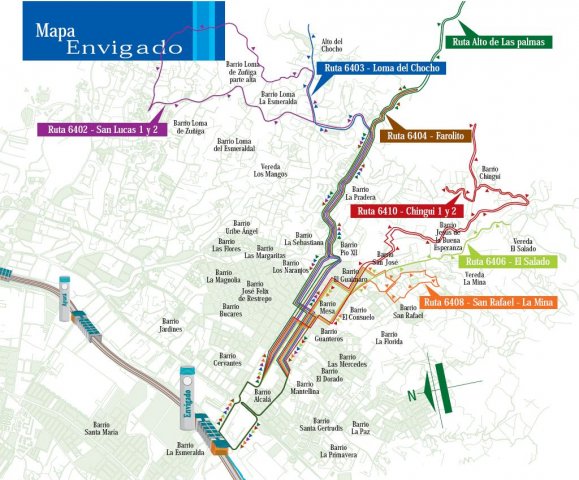 Mapa
Envigado
Ruta Alto de Las palmas
Alto del
Chocho
Ruta 6403 - Loma del Chocho
Barrio Loma
de Zuñiga
parte alta
Barrio Loma
La Esmeralda
Ruta 6402 - San Lucas 1 y 2
Barrio Loma
de Zuñiga
Ruta 6404 - Farolito
Barrio Loma
del Esmeraldal
Vereda
Los Mangos
Barrio
Chingui
Barrio
La Pradera
Ruta 6410 - Chingui 1 y 2
Barrio
Uribe Ángel
Barrio
La Sebastiana
Barrio
Jesús de
la Buena
Esperanza
Barrio
Las Flores
Barrio
Las Margaritas
Barrio
Pio XII
Vereda
El Salado
Barrio
San José
Ruta 6406 - El Salado
Barrio
Los Naranjos
Barrio
El Guáimaro
Vereda
La Mina
Barrio
La Magnolia
Barrio
José Felix
de Restrepo
Ruta 6408 - San Rafael - La Mina
Ayurá
Barrio
Bucares
Barrio
Mesa
Barrio
El Consuelo
Barrio
San Rafael
Barrio
Jardines
Barrio
Guanteros
Barrio
La Florida
Barrio
Cervantes
Barrio
Las Mercedes
Barrio
El Dorado
Envigado
Barrio
Alcalá
Barrio
Mantellina
N
Barrio
Santa María
Barrio
Santa Gertrudis
Barrio
La Paz
Barrio
La Esmeralda
Barrio
La Primavera